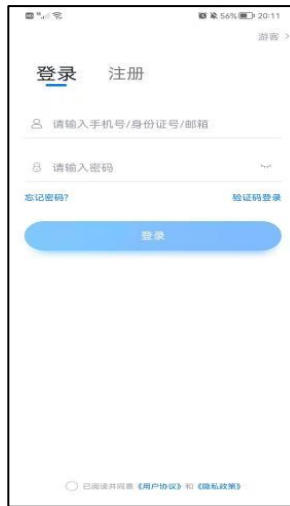 56% 20:11
游客 >
登录 注册
请输入手机号/身份证号/邮箱
请输入密码
忘记密码? 验证码登录
登录
已阅读并同意《用户协议》和《隐私政策》